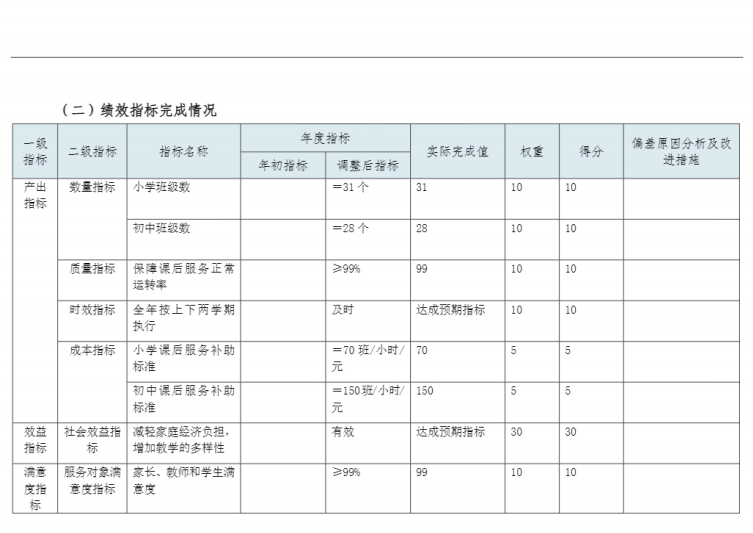 （二）绩效指标完成情况
一级指标 二级指标 指标名称 年度指标 实际完成值 权重 得分 偏差原因分析及改进措施
年初指标 调整后指标
产出指标 数量指标 小学班级数 ＝31 个 31 10 10
初中班级数 ＝28 个 28 10 10
质量指标 保障课后服务正常运转率 ≥99% 99 10 10
时效指标 全年按上下两学期执行 及时 达成预期指标 10 10
成本指标 小学课后服务补助标准 ＝70 班/小时/元 70 5 5
初中课后服务补助标准 ＝150 班/小时/元 150 5 5
效益指标 社会效益指标 减轻家庭经济负担，增加教学的多样性 有效 达成预期指标 30 30
满意度指标 服务对象满意度指标 家长、教师和学生满意度 ≥99% 99 10 10